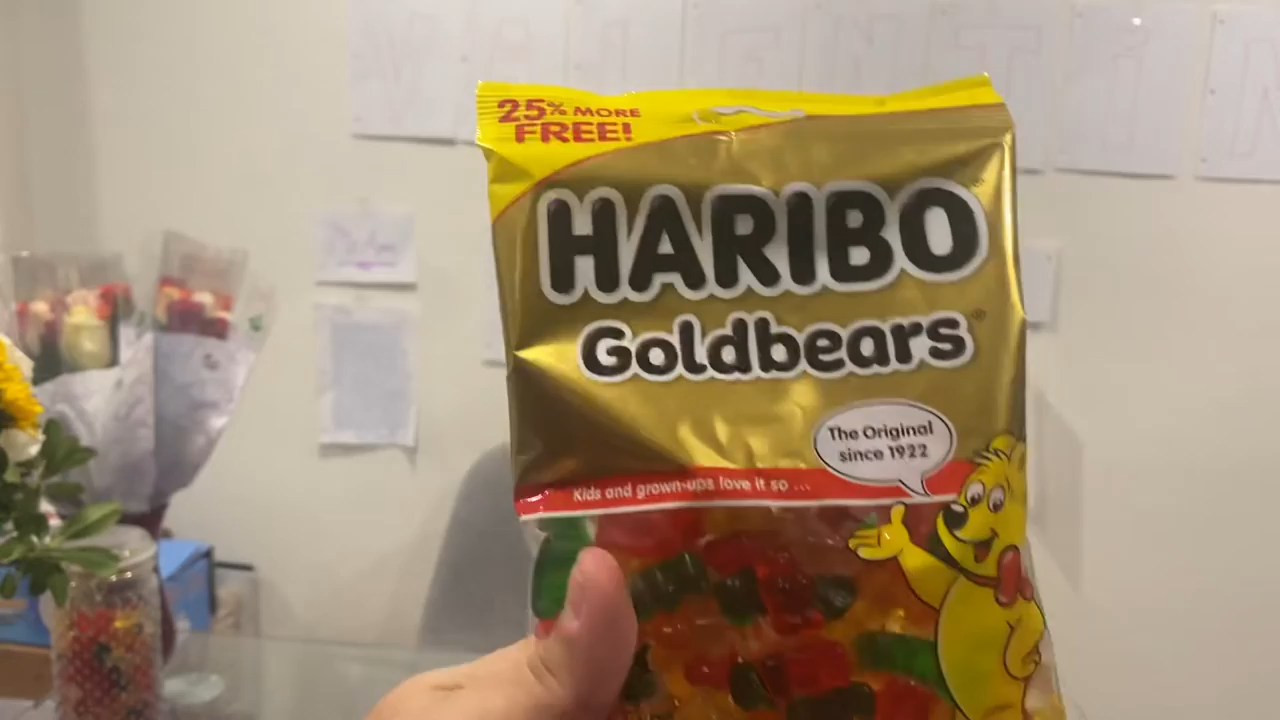 25% MORE
FREE!
HARIBO
Goldbears®
The Original
since 1922
Kids and grown-ups love it so ...